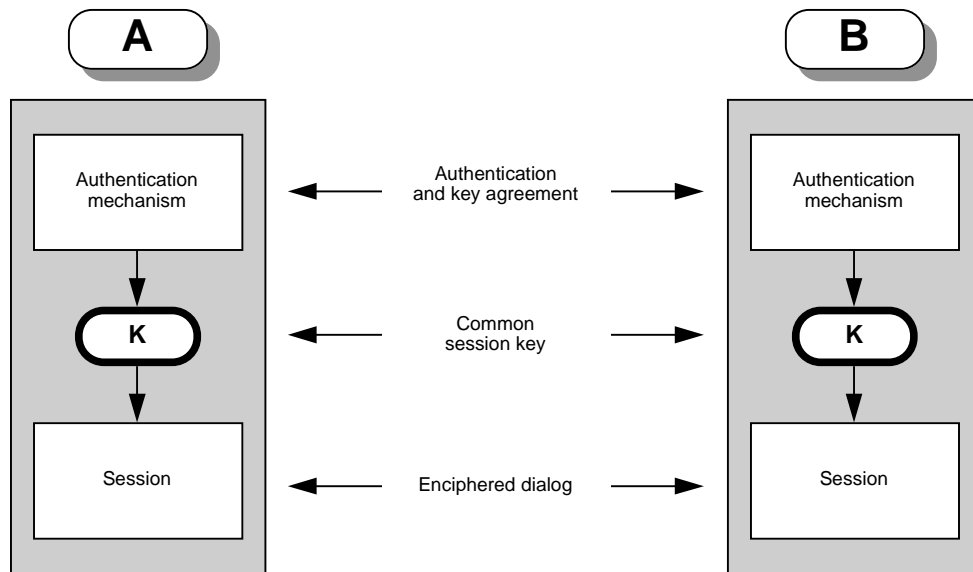 A
B
Authentication
mechanism
Authentication
and key agreement
Authentication
mechanism
K
Common
session key
K
Session
Enciphered dialog
Session